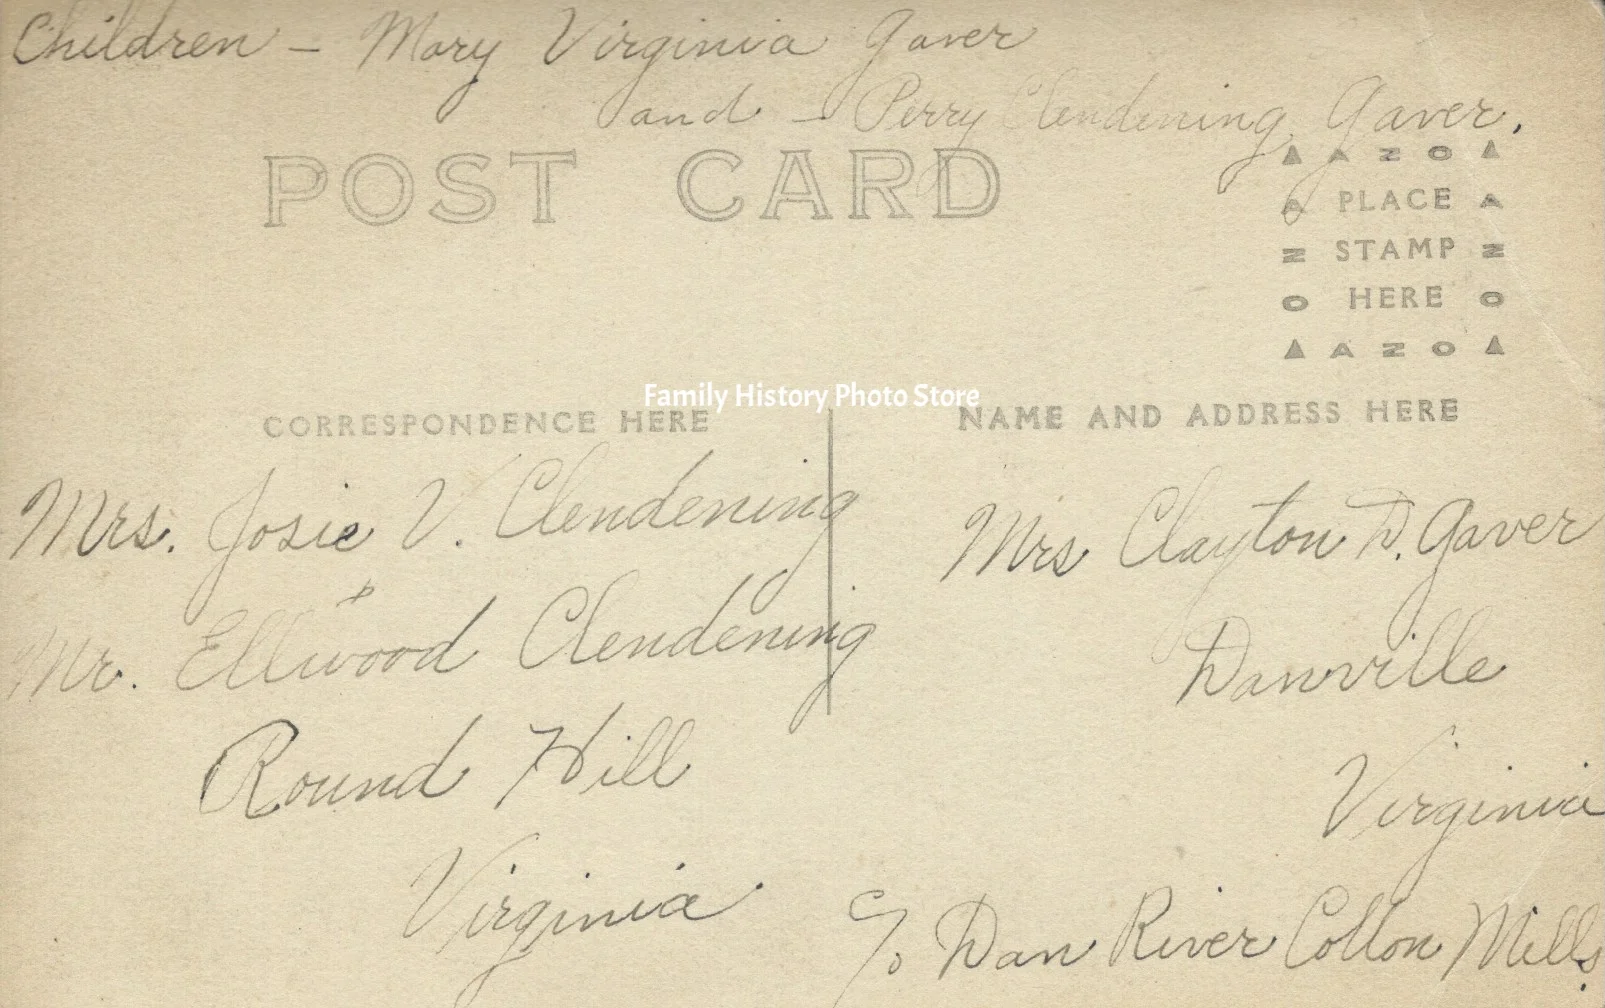 Children – Mary Virginia Gaver
and – Perry Clendening Gaver.
POST CARD
▲ A Z O ▲
A PLACE A
Z STAMP Z
O HERE O
▲ A Z O ▲
Family History Photo Store
CORRESPONDENCE HERE
Mrs. Josie V. Clendening
+
Mr. Ellwood Clendening
Round Hill
Virginia
NAME AND ADDRESS HERE
Mrs Clayton D. Gaver
Danville
Virginia
c/o Dan River Cotton Mills.